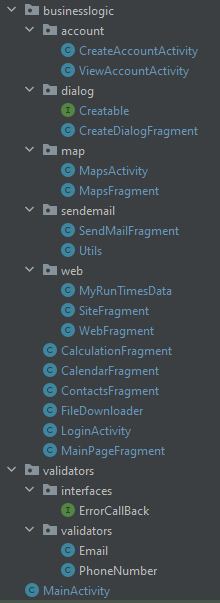 businesslogic
account
CreateAccountActivity
ViewAccountActivity
dialog
Creatable
CreateDialogFragment
map
MapsActivity
MapsFragment
sendemail
SendMailFragment
Utils
web
MyRunTimesData
SiteFragment
WebFragment
CalculationFragment
CalendarFragment
ContactsFragment
FileDownloader
LoginActivity
MainPageFragment
validators
interfaces
ErrorCallBack
validators
Email
PhoneNumber
MainActivity